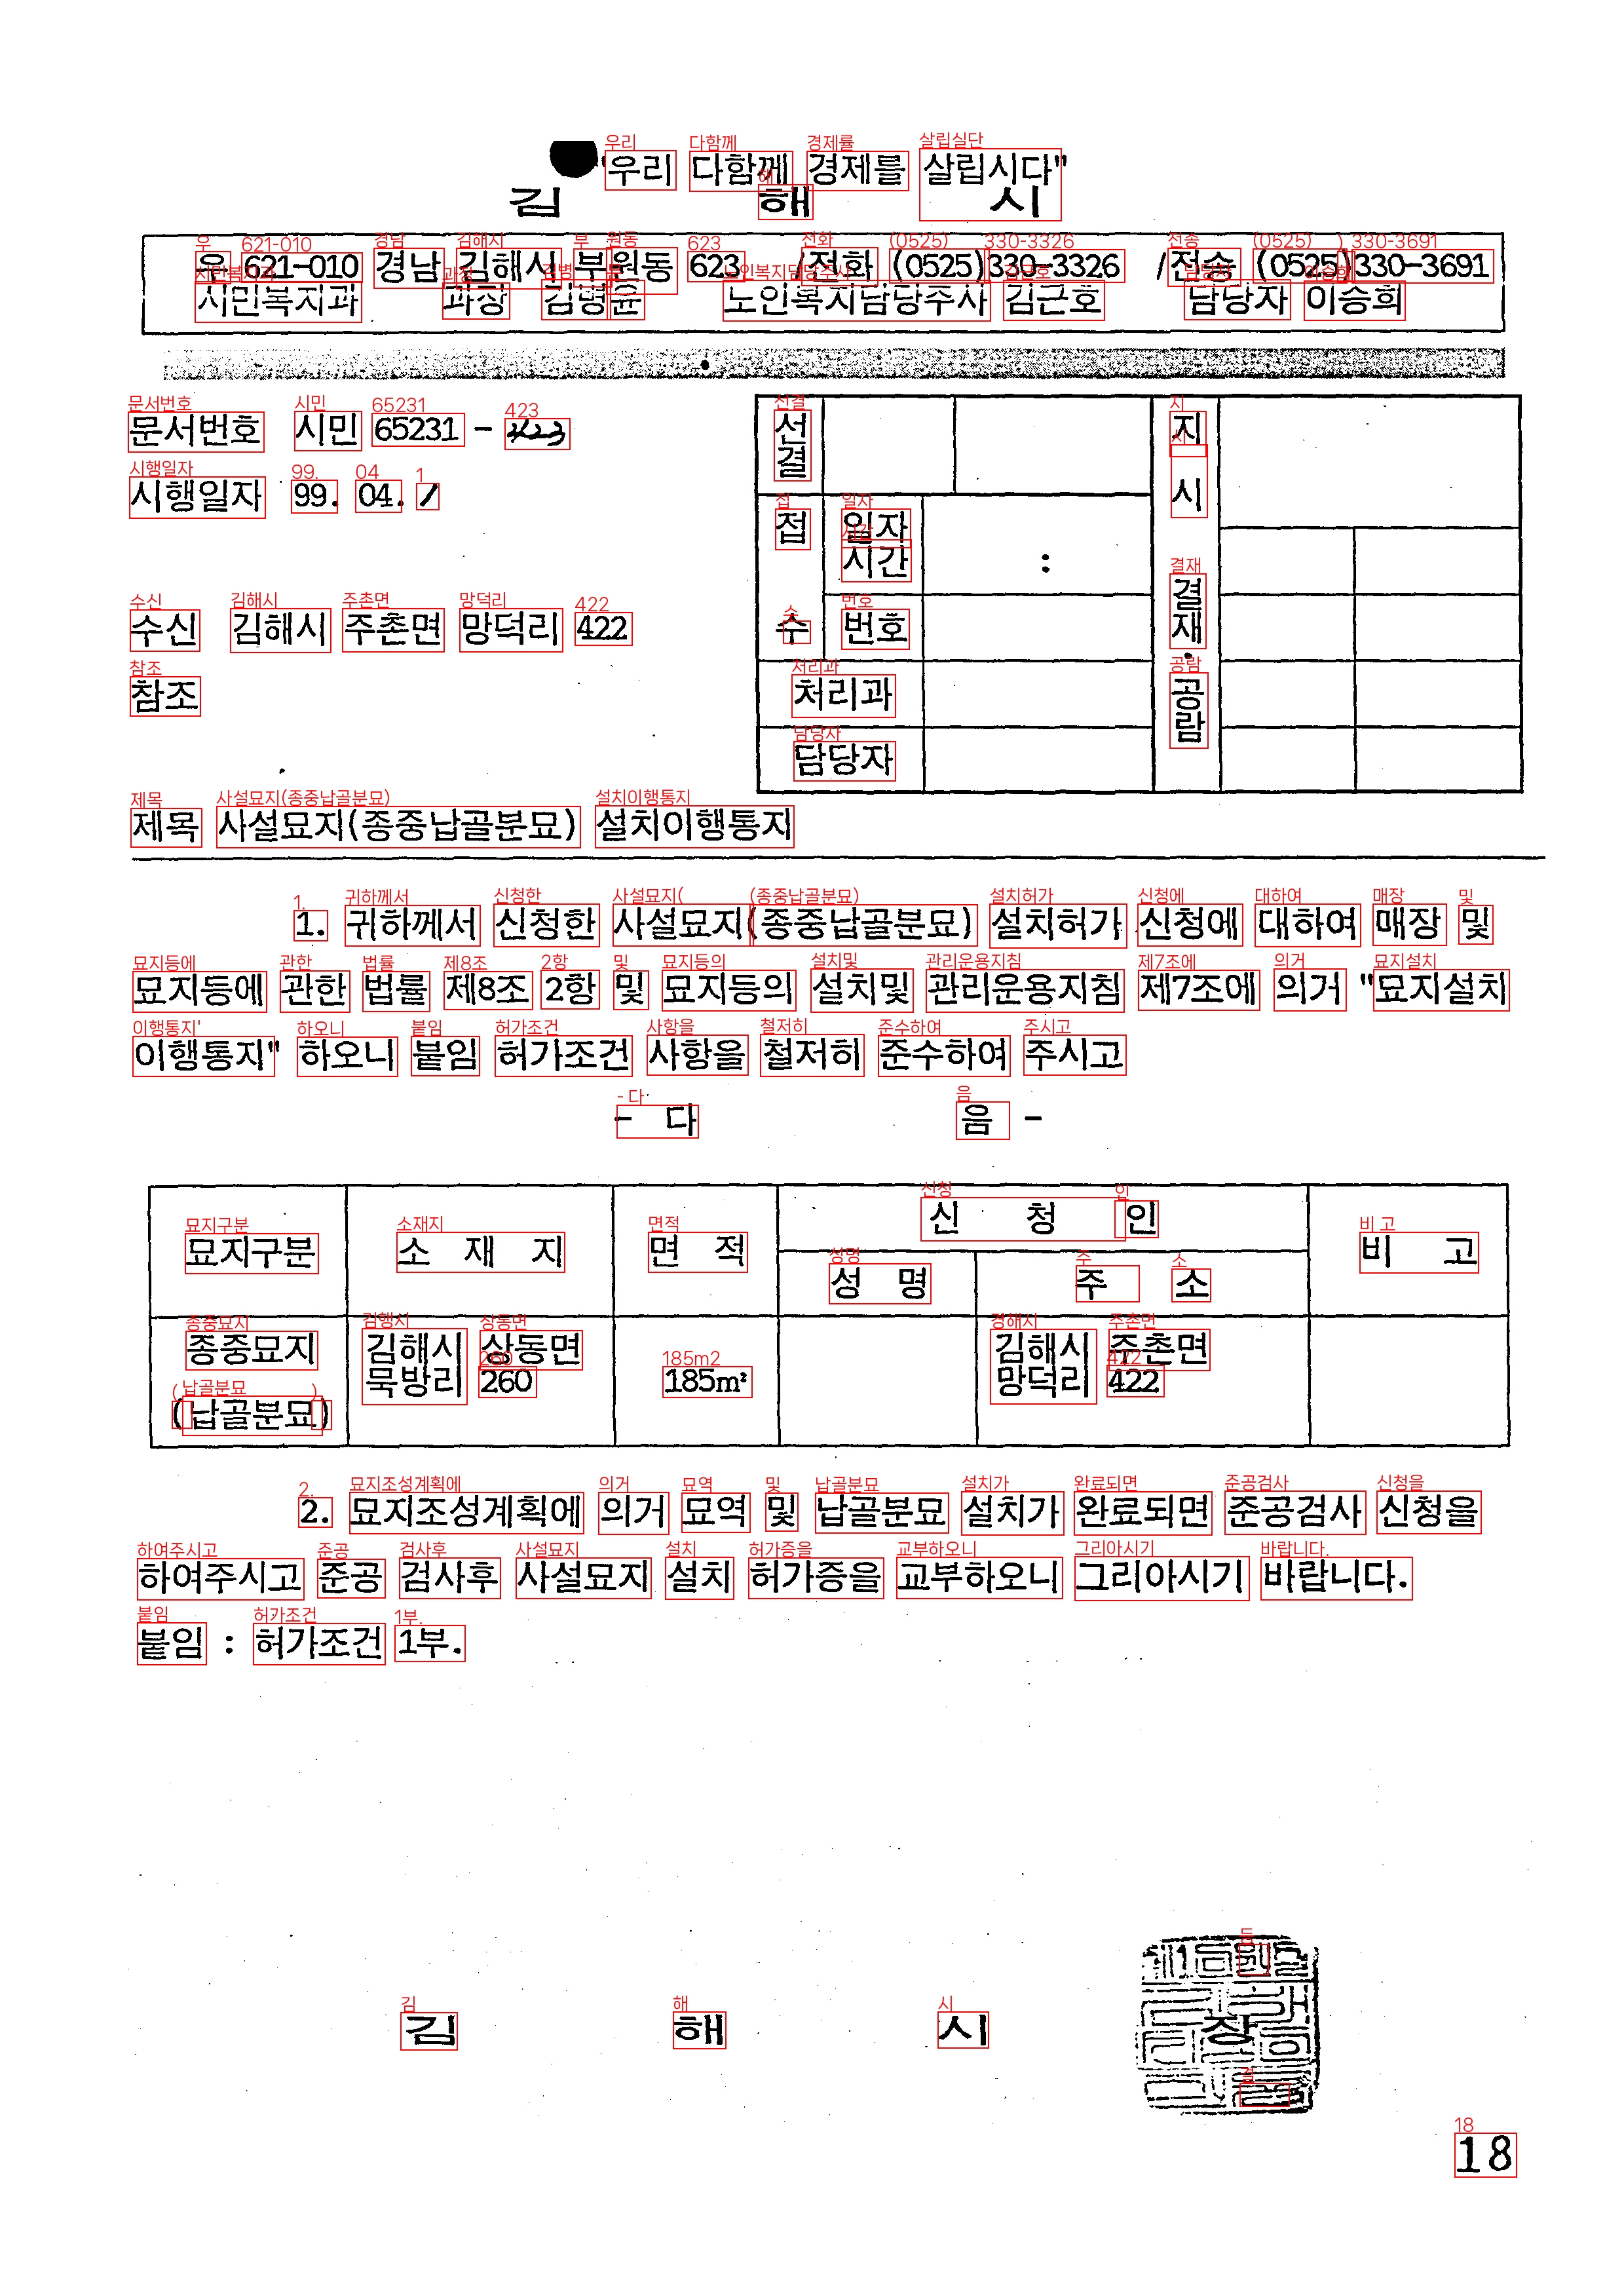 "우리 다함께 경제를 살립시다"
김 해 시
우 621-010 경남 김해시 부원동 623 /전화 (0525)330-3326 /전송 (0525)330-3691
시민복지과 과장 김병윤 노인복지담당주사 김근호 담당자 이승희
문서번호 시민 65231 - 423
시행일자 99. 04. 1
수신 김해시 주촌면 망덕리 422
참조
선결
접수
일자
시간 :
번호
처리과
담당자
지시
결재·공람
제목 사설묘지(종중납골분묘) 설치이행통지
1. 귀하께서 신청한 사설묘지(종중납골분묘) 설치허가 신청에 대하여 매장 및
묘지등에 관한 법률 제8조 2항 및 묘지등의 설치및 관리운용지침 제7조에 의거 "묘지설치
이행통지" 하오니 붙임 허가조건 사항을 철저히 준수하여 주시고
- 다 음 -
묘지구분 소 재 지 면 적 신 청 인 비 고
성 명 주 소
종중묘지 김해시 상동면 김해시 주촌면
묵방리 260 185m² 망덕리 422
(납골분묘)
2. 묘지조성계획에 의거 묘역 및 납골분묘 설치가 완료되면 준공검사 신청을
하여주시고 준공 검사후 사설묘지 설치 허가증을 교부하오니 그리아시기 바랍니다.
붙임 : 허가조건 1부.
김 해 시 장
18